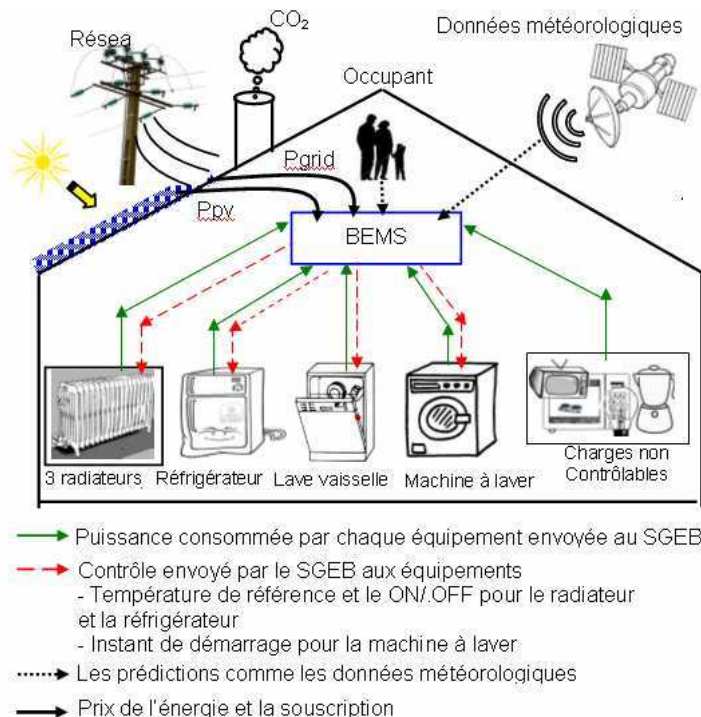 Résea
CO2
Données météorologiques
Occupant
Pgrid
Ppv
BEMS
3 radiateurs
Réfrigérateur
Lave vaisselle
Machine à laver
Charges non
Contrôlables
Puissance consommée par chaque équipement envoyée au SGEB
Contrôle envoyé par le SGEB aux équipements
- Température de référence et le ON/.OFF pour le radiateur
et la réfrigérateur
- Instant de démarrage pour la machine à laver
Les prédictions comme les données météorologiques
Prix de l'énergie et la souscription